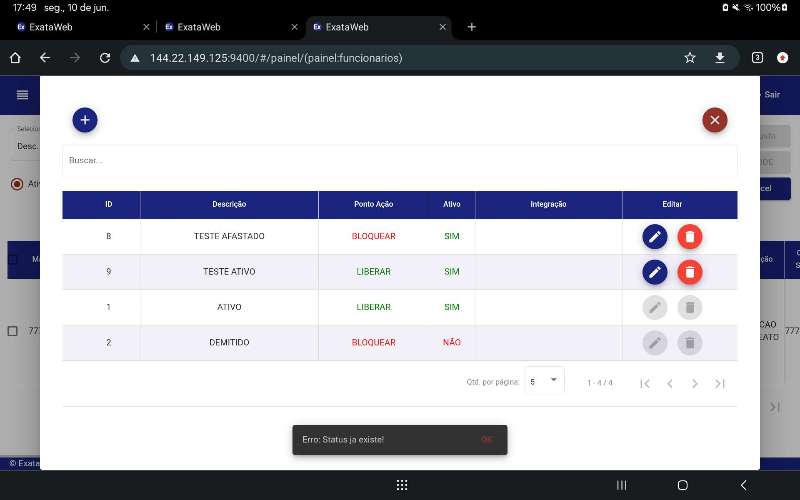 17:49 seg., 10 de jun. 100%
ExataWeb ExataWeb ExataWeb
144.22.149.125:9400/#/painel/(painel:funcionarios) 3
Sair
Desc.
Buscar...
ID Descrição Ponto Ação Ativo Integração Editar
8 TESTE AFASTADO BLOQUEAR SIM
9 TESTE ATIVO LIBERAR SIM
1 ATIVO LIBERAR SIM
2 DEMITIDO BLOQUEAR NÃO
Qtd. por página: 5 1 - 4 / 4
Erro: Status ja existe! OK
© Exata